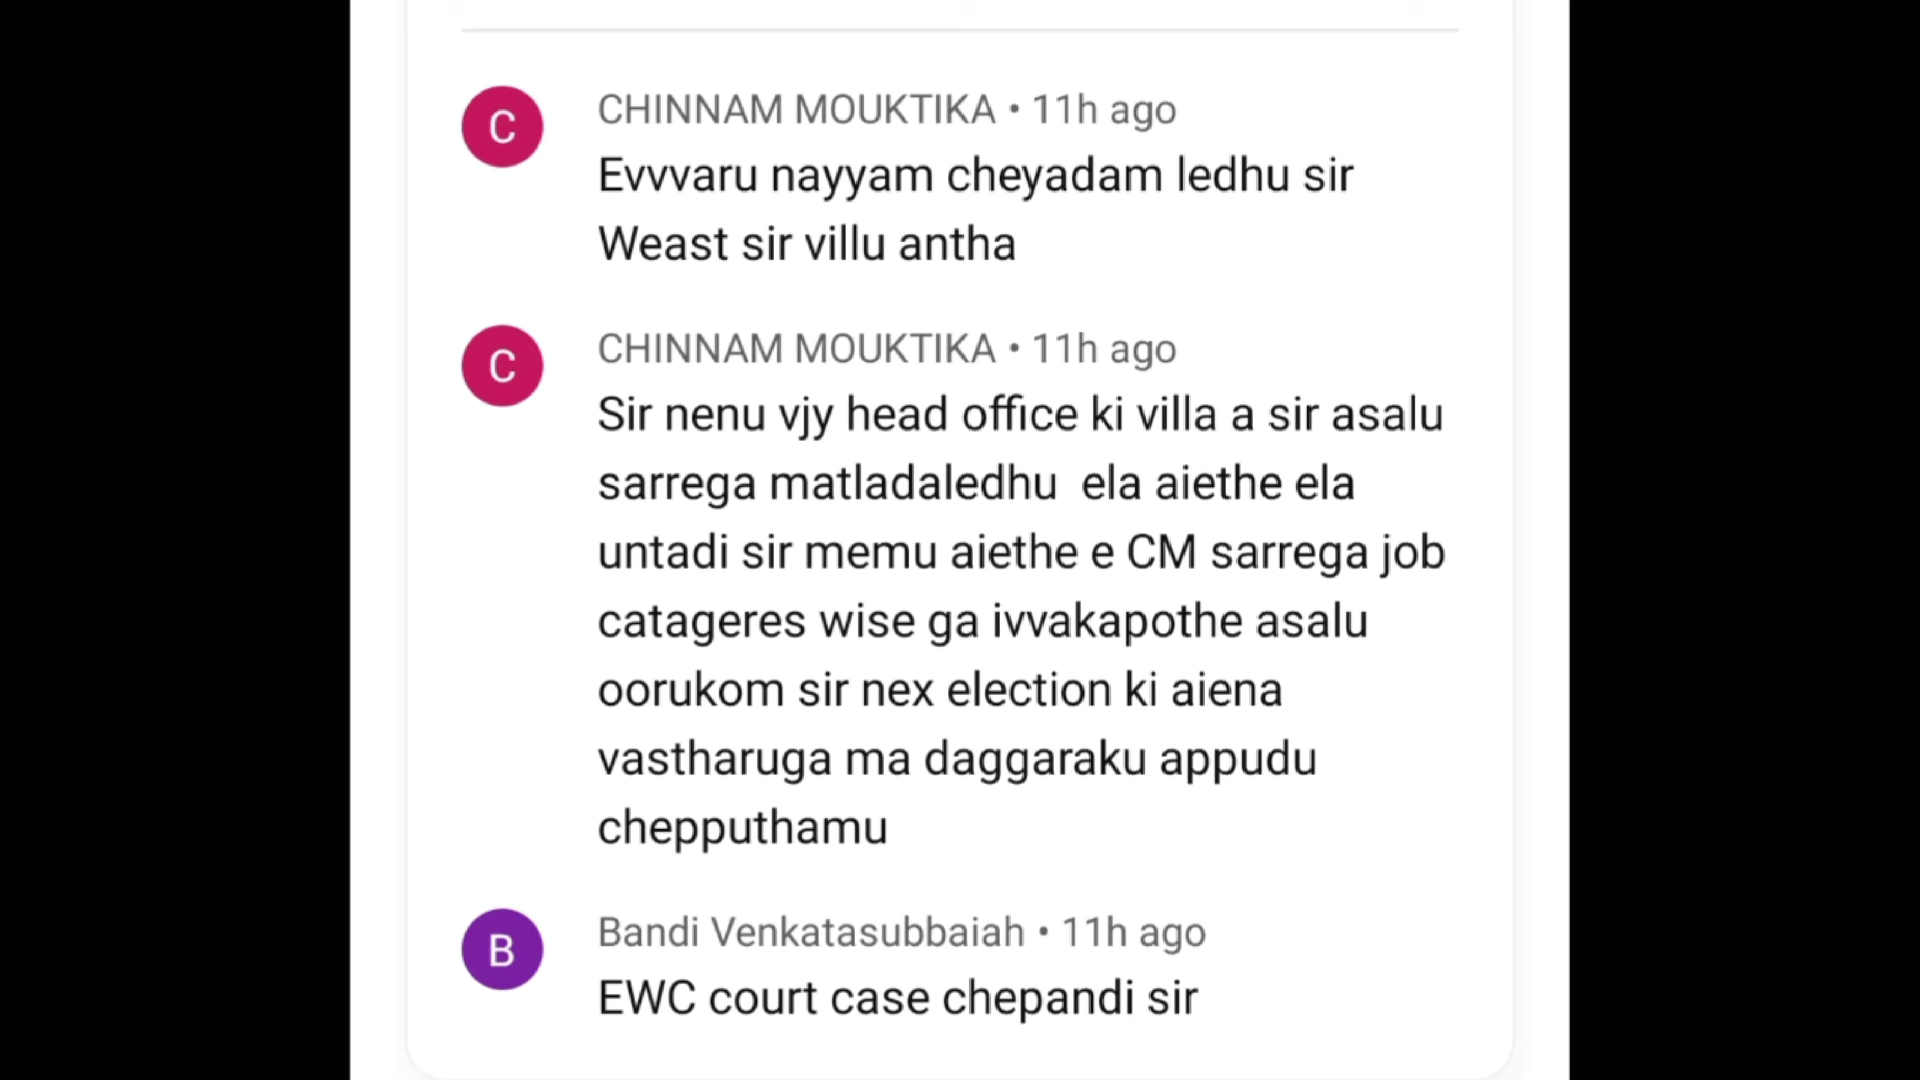 C
CHINNAM MOUKTIKA • 11h ago
Evvvaru nayyam cheyadam ledhu sir
Weast sir villu antha
C
CHINNAM MOUKTIKA • 11h ago
Sir nenu vjy head office ki villa a sir asalu
sarrega matladaledhu  ela aiethe ela
untadi sir memu aiethe e CM sarrega job
catageres wise ga ivvakapothe asalu
oorukom sir nex election ki aiena
vastharuga ma daggaraku appudu
chepputhamu
B
Bandi Venkatasubbaiah • 11h ago
EWC court case chepandi sir